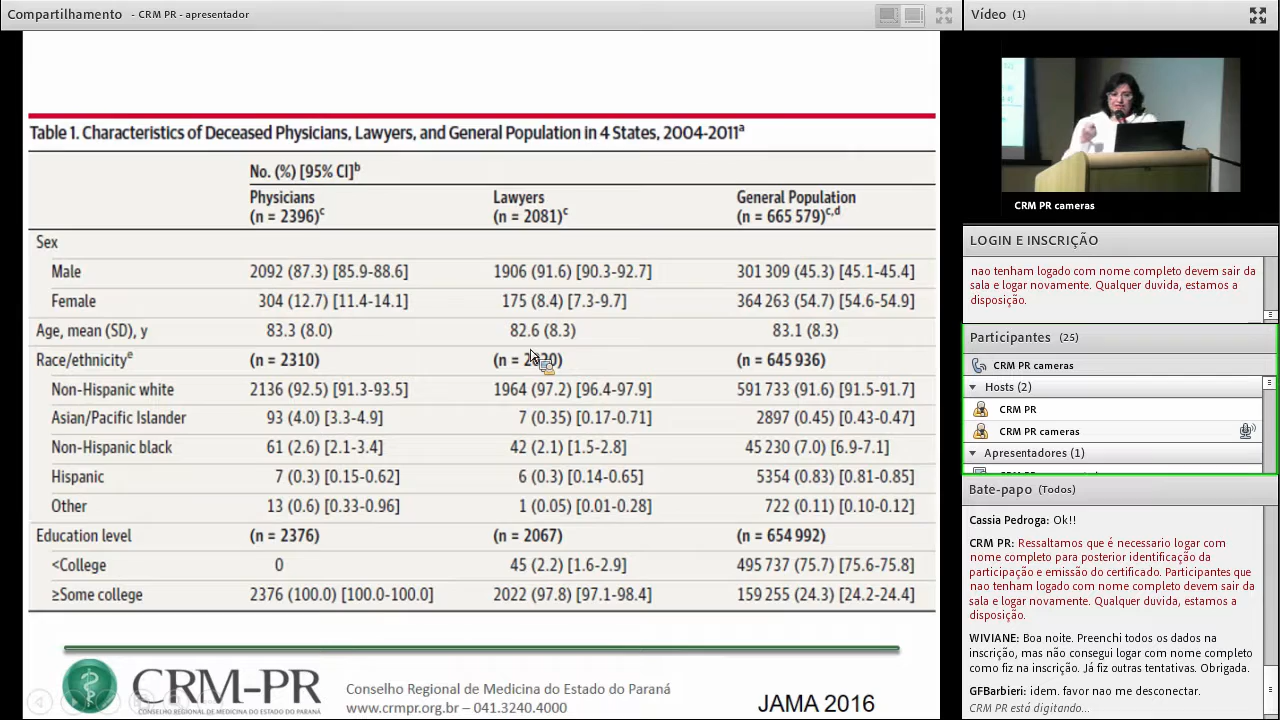 Compartilhamento - CRM PR - apresentador
Table 1. Characteristics of Deceased Physicians, Lawyers, and General Population in 4 States, 2004-2011a
No. (%) [95% CI]b
Physicians (n = 2396)c Lawyers (n = 2081)c General Population (n = 665 579)c,d
Sex
Male 2092 (87.3) [85.9-88.6] 1906 (91.6) [90.3-92.7] 301 309 (45.3) [45.1-45.4]
Female 304 (12.7) [11.4-14.1] 175 (8.4) [7.3-9.7] 364 263 (54.7) [54.6-54.9]
Age, mean (SD), y 83.3 (8.0) 82.6 (8.3) 83.1 (8.3)
Race/ethnicitye (n = 2310) (n = (n = 645 936)
Non-Hispanic white 2136 (92.5) [91.3-93.5] 1964 (97.2) [96.4-97.9] 591 733 (91.6) [91.5-91.7]
Asian/Pacific Islander 93 (4.0) [3.3-4.9] 7 (0.35) [0.17-0.71] 2897 (0.45) [0.43-0.47]
Non-Hispanic black 61 (2.6) [2.1-3.4] 42 (2.1) [1.5-2.8] 45 230 (7.0) [6.9-7.1]
Hispanic 7 (0.3) [0.15-0.62] 6 (0.3) [0.14-0.65] 5354 (0.83) [0.81-0.85]
Other 13 (0.6) [0.33-0.96] 1 (0.05) [0.01-0.28] 722 (0.11) [0.10-0.12]
Education level (n = 2376) (n = 2067) (n = 654 992)
<College 0 45 (2.2) [1.6-2.9] 495 737 (75.7) [75.6-75.8]
≥Some college 2376 (100.0) [100.0-100.0] 2022 (97.8) [97.1-98.4] 159 255 (24.3) [24.2-24.4]
CRM-PR
CONSELHO REGIONAL DE MEDICINA DO ESTADO DO PARANÁ
Conselho Regional de Medicina do Estado do Paraná
www.crmpr.org.br – 041.3240.4000
JAMA 2016
Vídeo (1)
CRM PR cameras
LOGIN E INSCRIÇÃO
nao tenham logado com nome completo devem sair da
sala e logar novamente. Qualquer duvida, estamos a
disposição.
Participantes (25)
CRM PR cameras
Hosts (2)
CRM PR
CRM PR cameras
Apresentadores (1)
Bate-papo (Todos)
Cassia Pedroga: Ok!!
CRM PR: Ressaltamos que é necessario logar com
nome completo para posterior identificação da
participação e emissão do certificado. Participantes que
nao tenham logado com nome completo devem sair da
sala e logar novamente. Qualquer duvida, estamos a
disposição.
WIVIANE: Boa noite. Preenchi todos os dados na
inscrição, mas não consegui logar com nome completo
como fiz na inscrição. Já fiz outras tentativas. Obrigada.
GFBarbieri: idem. favor nao me desconectar.
CRM PR está digitando...